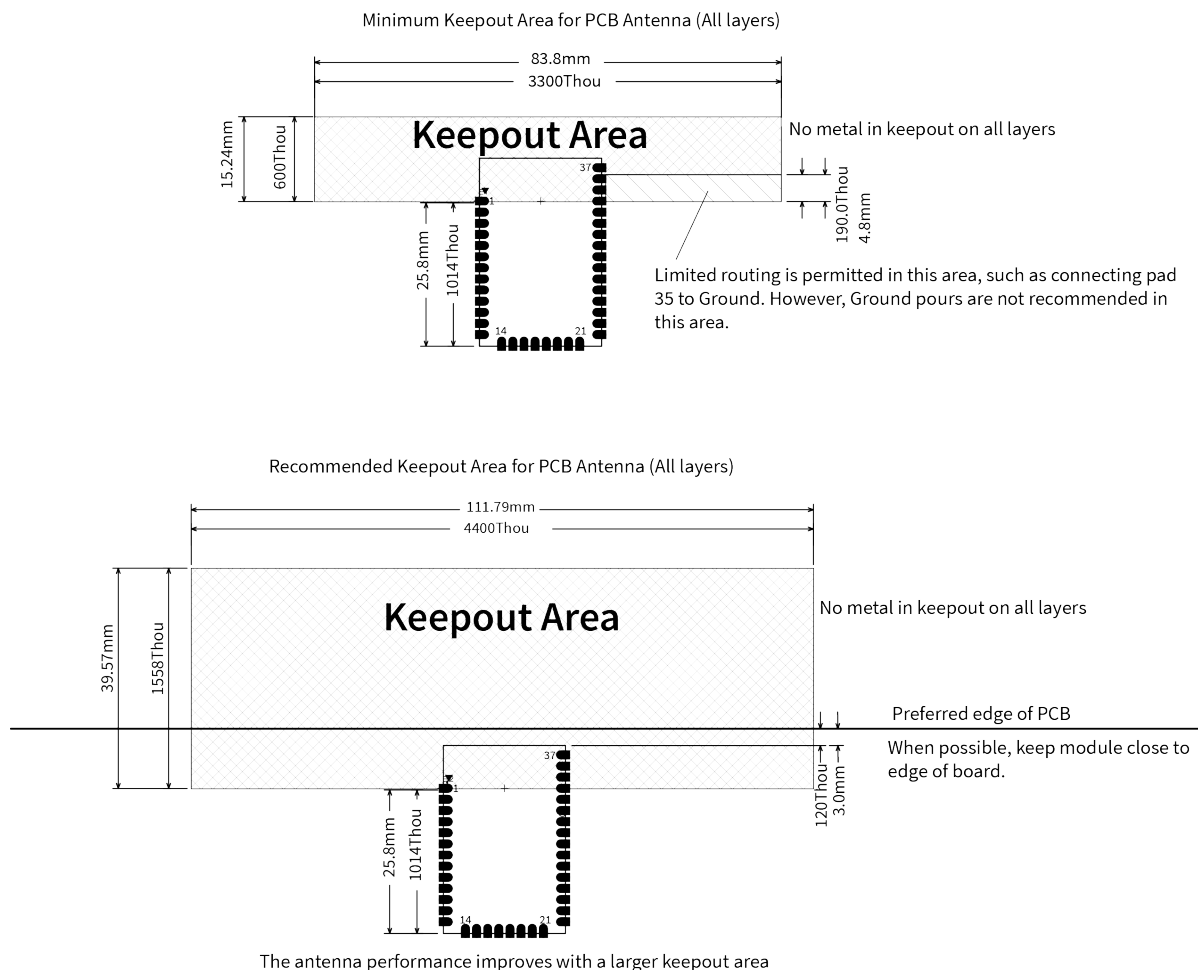 Minimum Keepout Area for PCB Antenna (All layers)
83.8mm
3300Thou
Keepout Area
No metal in keepout on all layers
15.24mm
600Thou
37
1
190.0Thou
4.8mm
25.8mm
1014Thou
Limited routing is permitted in this area, such as connecting pad
35 to Ground. However, Ground pours are not recommended in
this area.
14
21
Recommended Keepout Area for PCB Antenna (All layers)
111.79mm
4400Thou
Keepout Area
No metal in keepout on all layers
39.57mm
1558Thou
Preferred edge of PCB
When possible, keep module close to
edge of board.
37
1
120Thou
3.0mm
25.8mm
1014Thou
14
21
The antenna performance improves with a larger keepout area